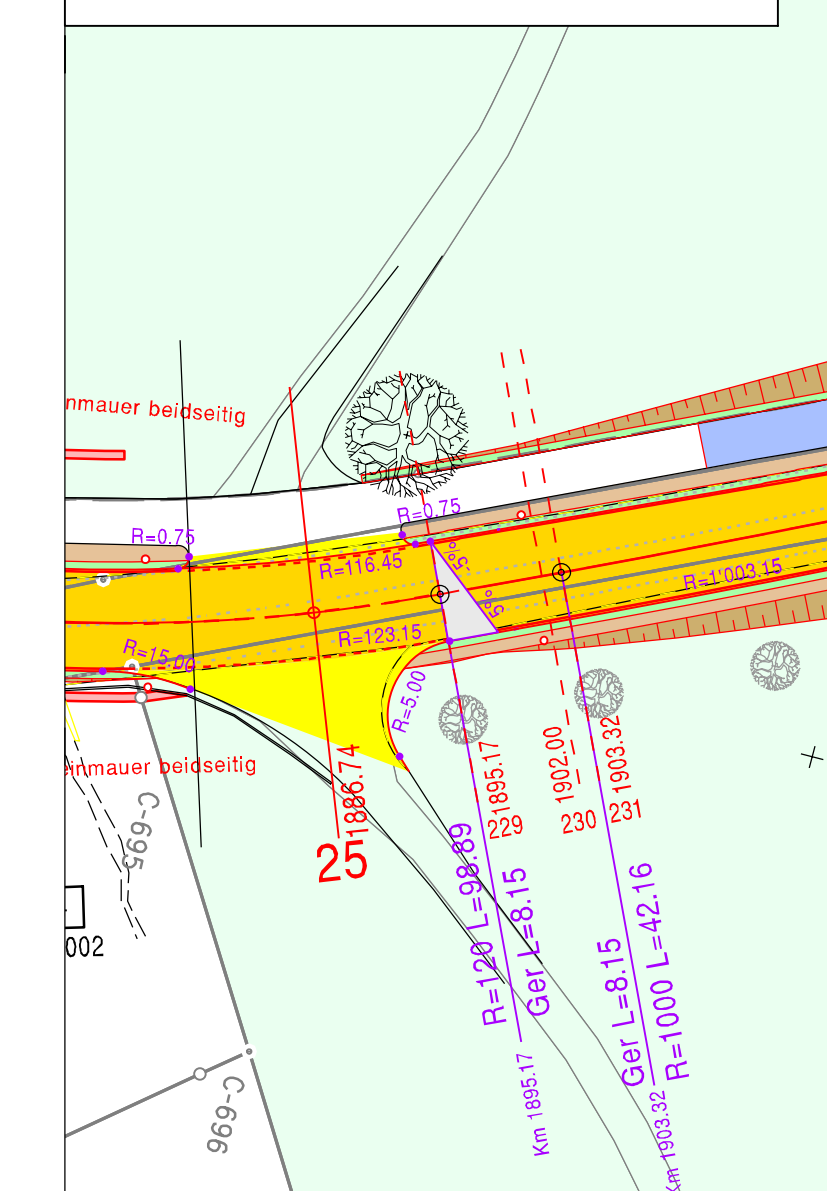 nmauer beidseitig
R=0.75
R=0.75
R=116.45
5%
5%
R=1'003.15
R=123.15
R=15.00
R=5.00
einmauer beidseitig
1886.74
25
1895.17
229
1902.00
230
1903.32
231
C-695
002
R=120 L=98.89
Ger L=8.15
Ger L=8.15
R=1000 L=42.16
Km 1895.17
Km 1903.32
C-696